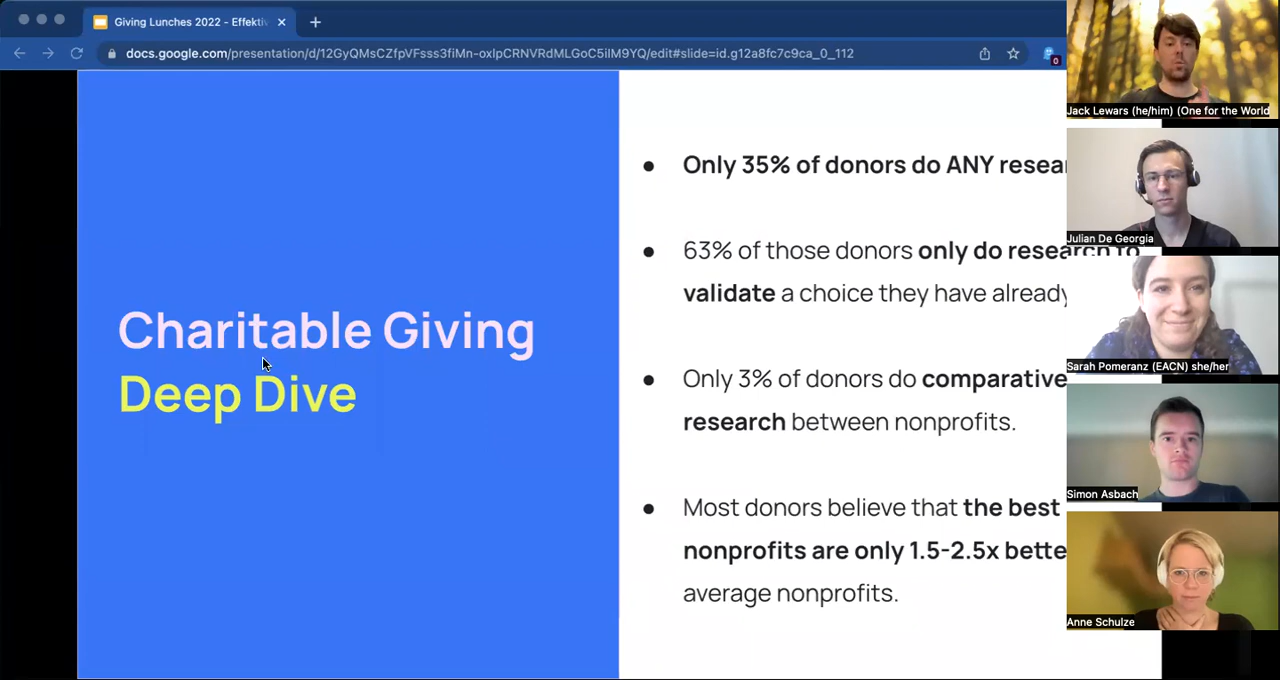 Giving Lunches 2022 - Effekti
docs.google.com/presentation/d/12GyQMsCZfpVFsss3fiMn-oxIpCRNVRdMLGoC5iIM9YQ/edit#slide=id.g12a8fc7c9ca_0_112
0
Charitable Giving
Deep Dive
● Only 35% of donors do ANY resear
● 63% of those donors only do research to
validate a choice they have already
● Only 3% of donors do comparative
research between nonprofits.
● Most donors believe that the best
nonprofits are only 1.5-2.5x bette
average nonprofits.
Jack Lewars (he/him) (One for the World
Julian De Georgia
Sarah Pomeranz (EACN) she/her
Simon Asbach
Anne Schulze